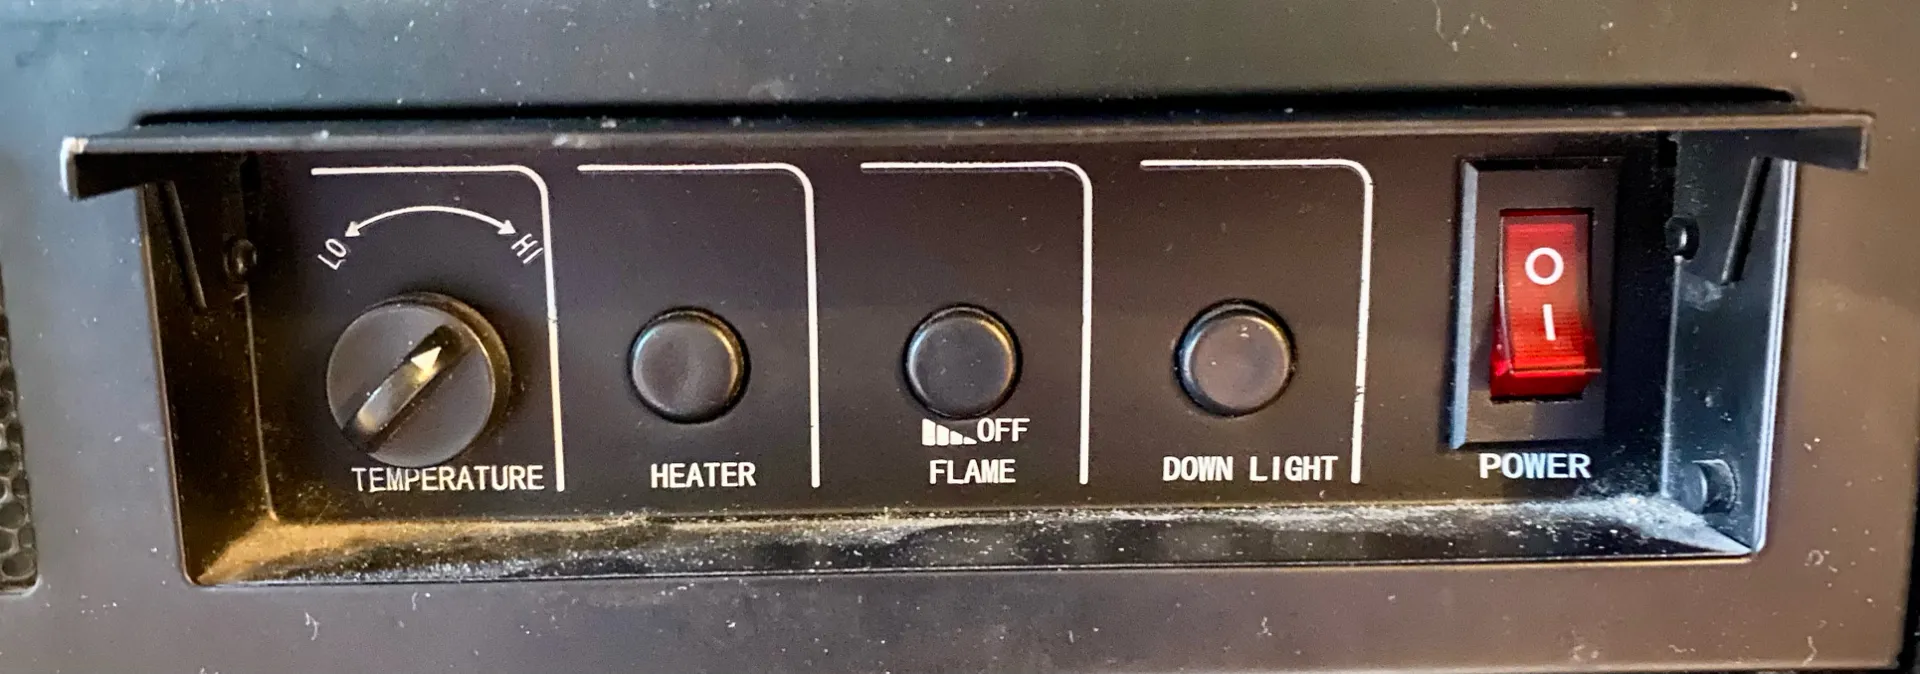 LO HI
TEMPERATURE
HEATER
OFF
FLAME
DOWN LIGHT
O
I
POWER